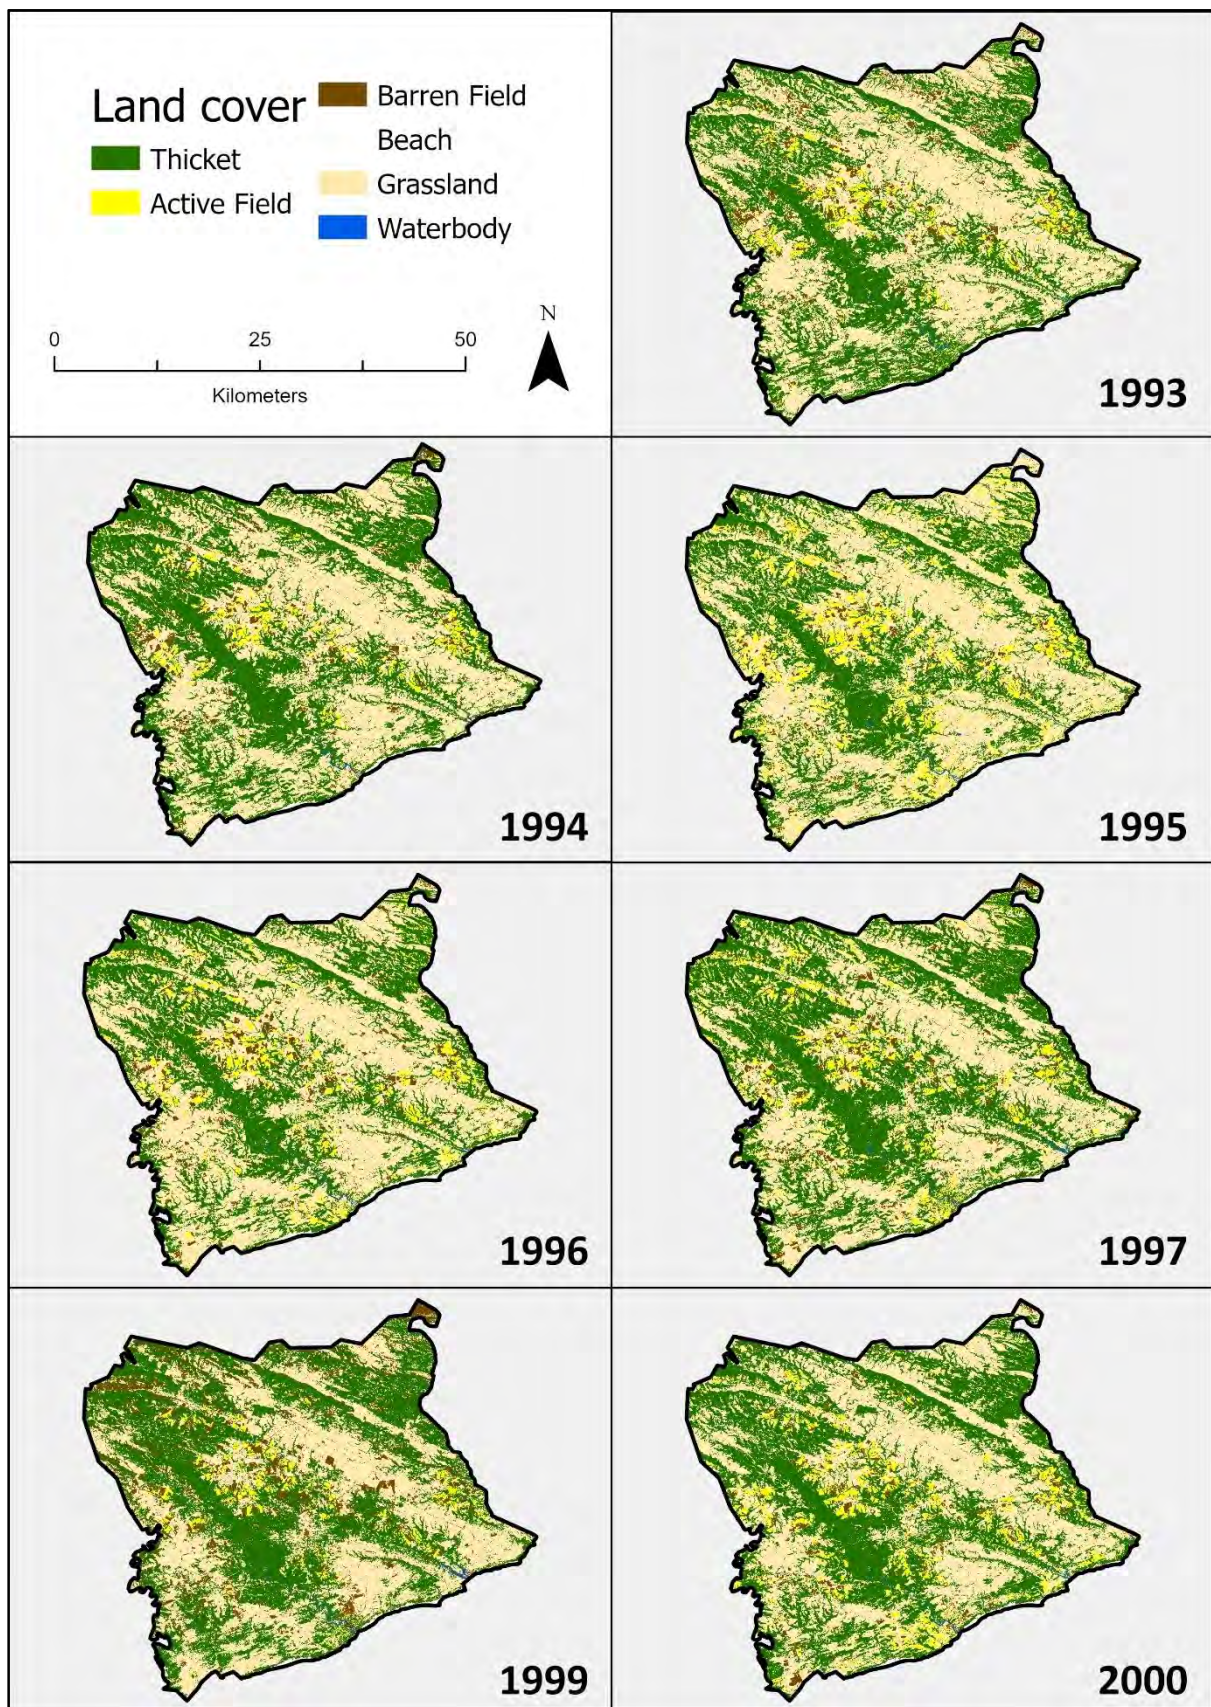 Land cover
Thicket
Active Field
Barren Field
Beach
Grassland
Waterbody
0 25 50
Kilometers
N
1993
1994
1995
1996
1997
1999
2000